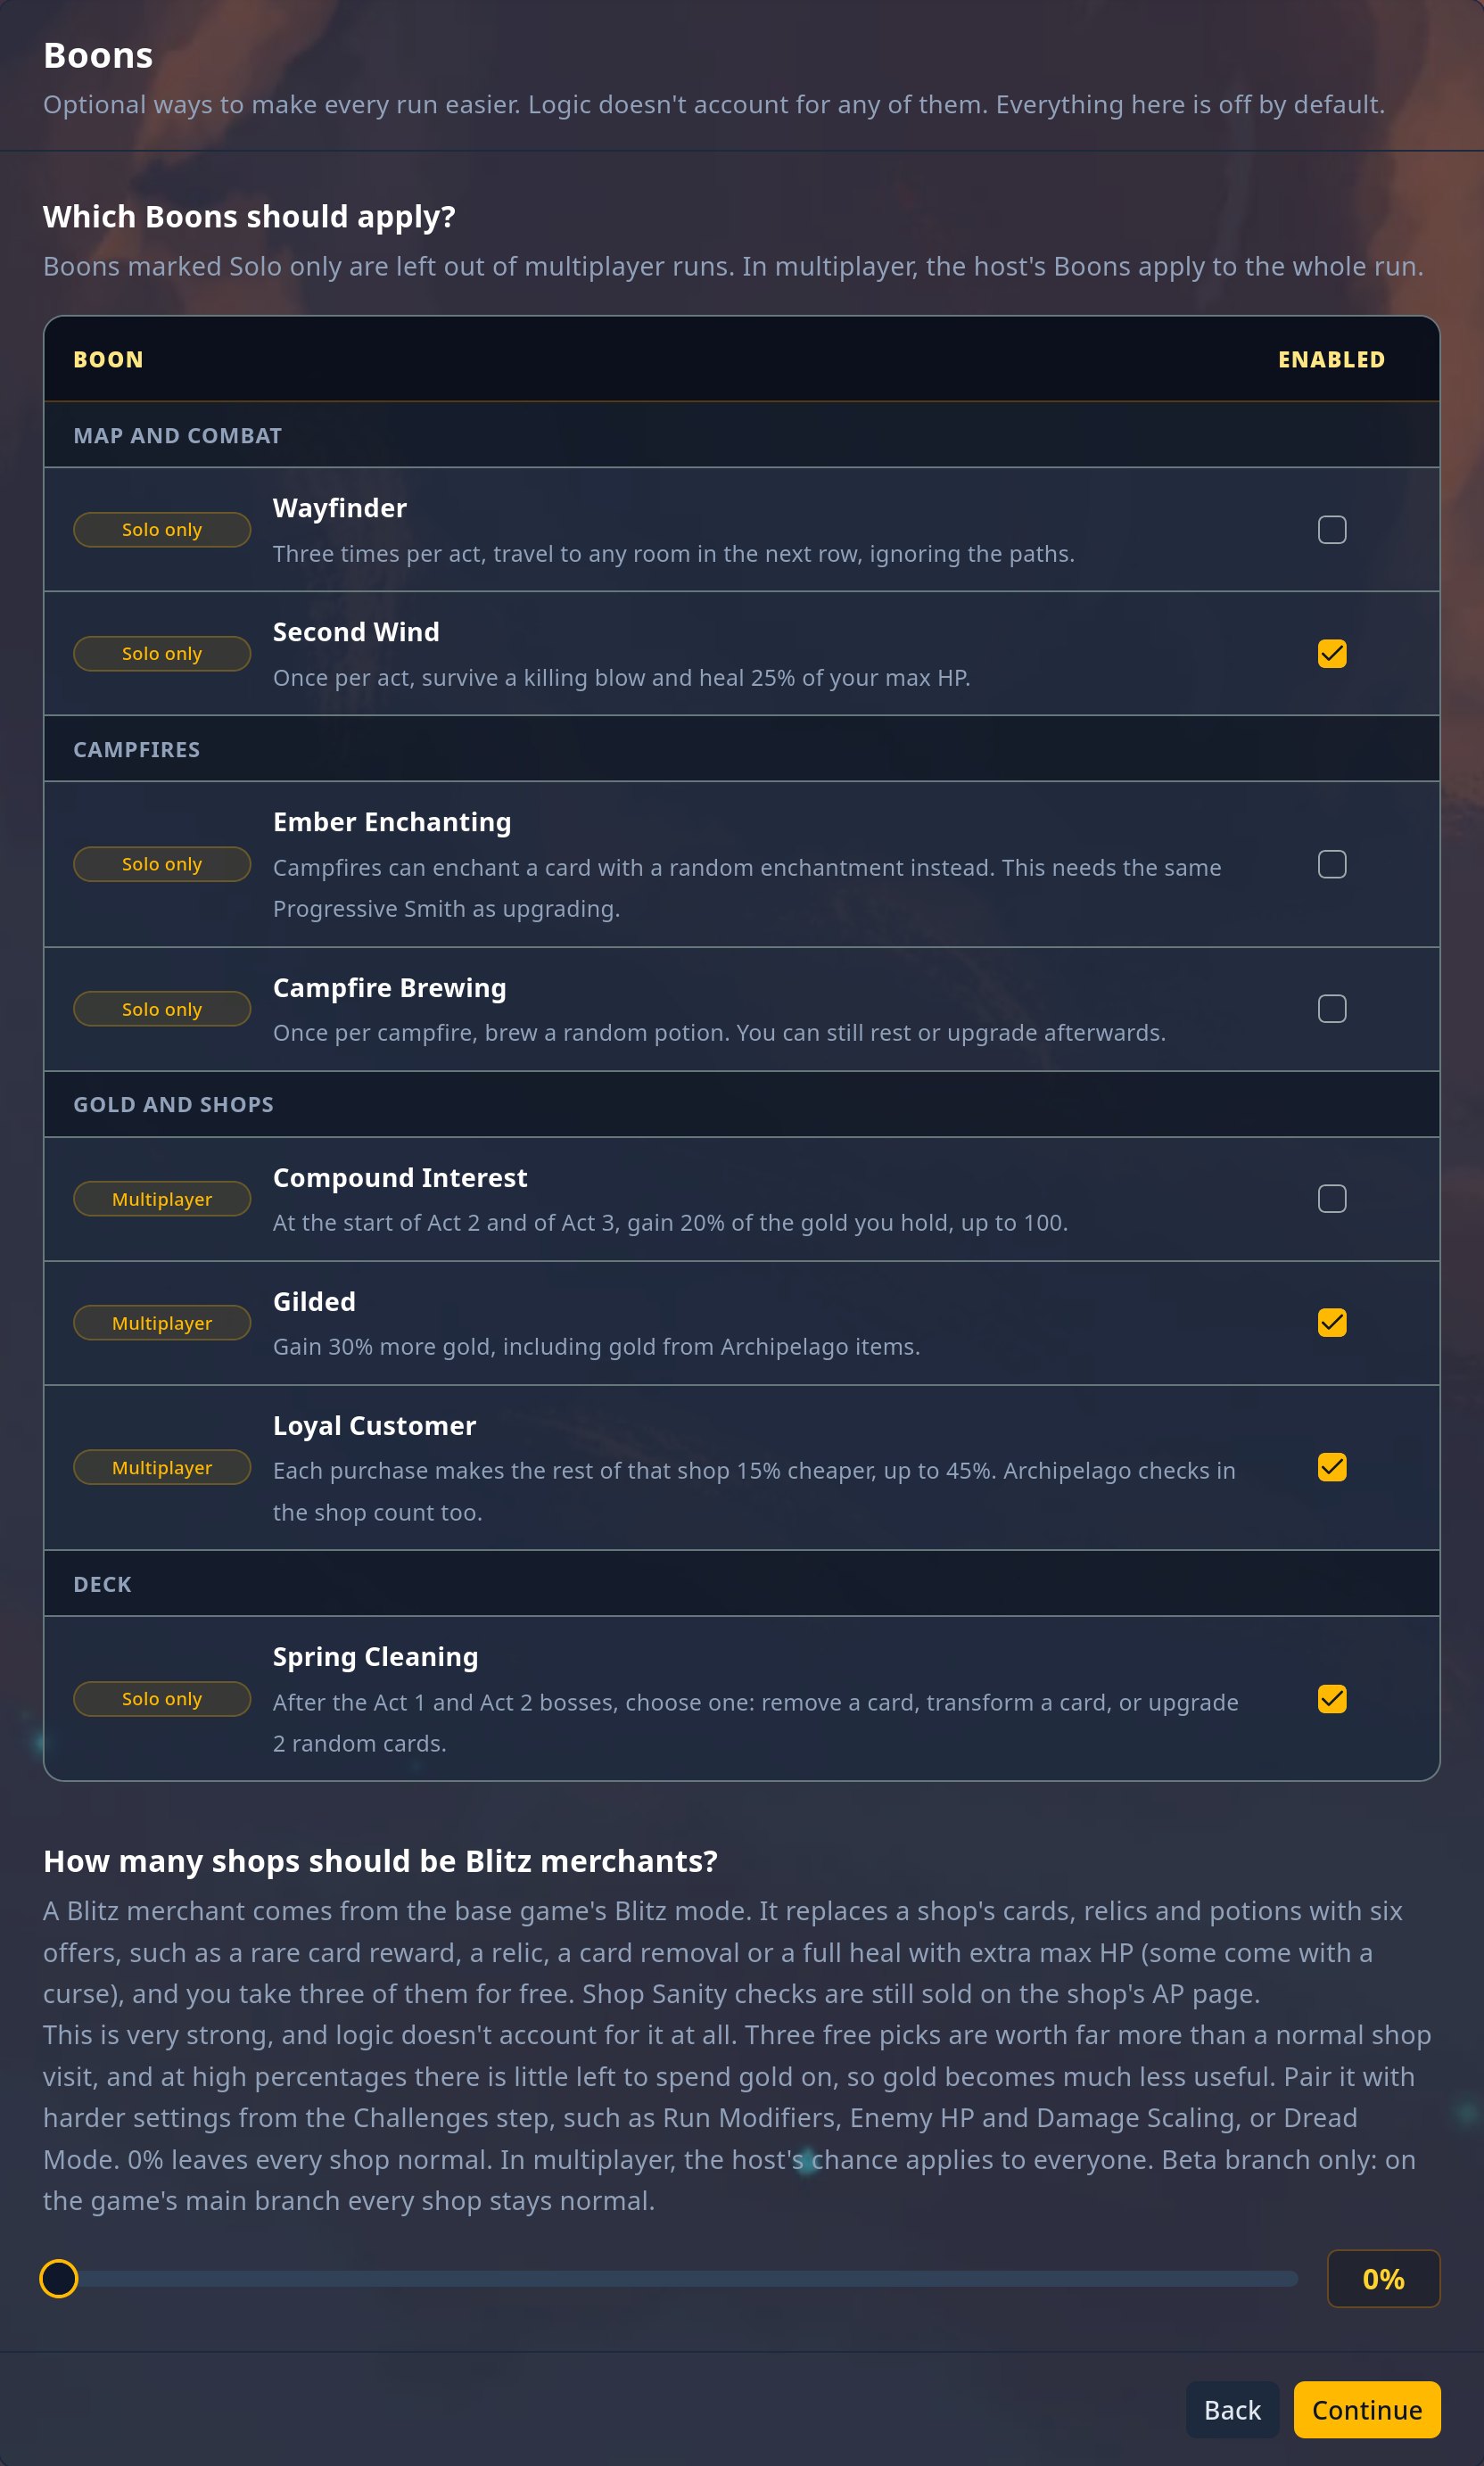 Boons
Optional ways to make every run easier. Logic doesn't account for any of them. Everything here is off by default.
Which Boons should apply?
Boons marked Solo only are left out of multiplayer runs. In multiplayer, the host's Boons apply to the whole run.
BOON ENABLED
MAP AND COMBAT
Wayfinder
Solo only
Three times per act, travel to any room in the next row, ignoring the paths.
Second Wind
Solo only
Once per act, survive a killing blow and heal 25% of your max HP.
CAMPFIRES
Ember Enchanting
Solo only
Campfires can enchant a card with a random enchantment instead. This needs the same
Progressive Smith as upgrading.
Campfire Brewing
Solo only
Once per campfire, brew a random potion. You can still rest or upgrade afterwards.
GOLD AND SHOPS
Compound Interest
Multiplayer
At the start of Act 2 and of Act 3, gain 20% of the gold you hold, up to 100.
Gilded
Multiplayer
Gain 30% more gold, including gold from Archipelago items.
Loyal Customer
Multiplayer
Each purchase makes the rest of that shop 15% cheaper, up to 45%. Archipelago checks in
the shop count too.
DECK
Spring Cleaning
Solo only
After the Act 1 and Act 2 bosses, choose one: remove a card, transform a card, or upgrade
2 random cards.
How many shops should be Blitz merchants?
A Blitz merchant comes from the base game's Blitz mode. It replaces a shop's cards, relics and potions with six
offers, such as a rare card reward, a relic, a card removal or a full heal with extra max HP (some come with a
curse), and you take three of them for free. Shop Sanity checks are still sold on the shop's AP page.
This is very strong, and logic doesn't account for it at all. Three free picks are worth far more than a normal shop
visit, and at high percentages there is little left to spend gold on, so gold becomes much less useful. Pair it with
harder settings from the Challenges step, such as Run Modifiers, Enemy HP and Damage Scaling, or Dread
Mode. 0% leaves every shop normal. In multiplayer, the host's chance applies to everyone. Beta branch only: on
the game's main branch every shop stays normal.
0%
Back Continue